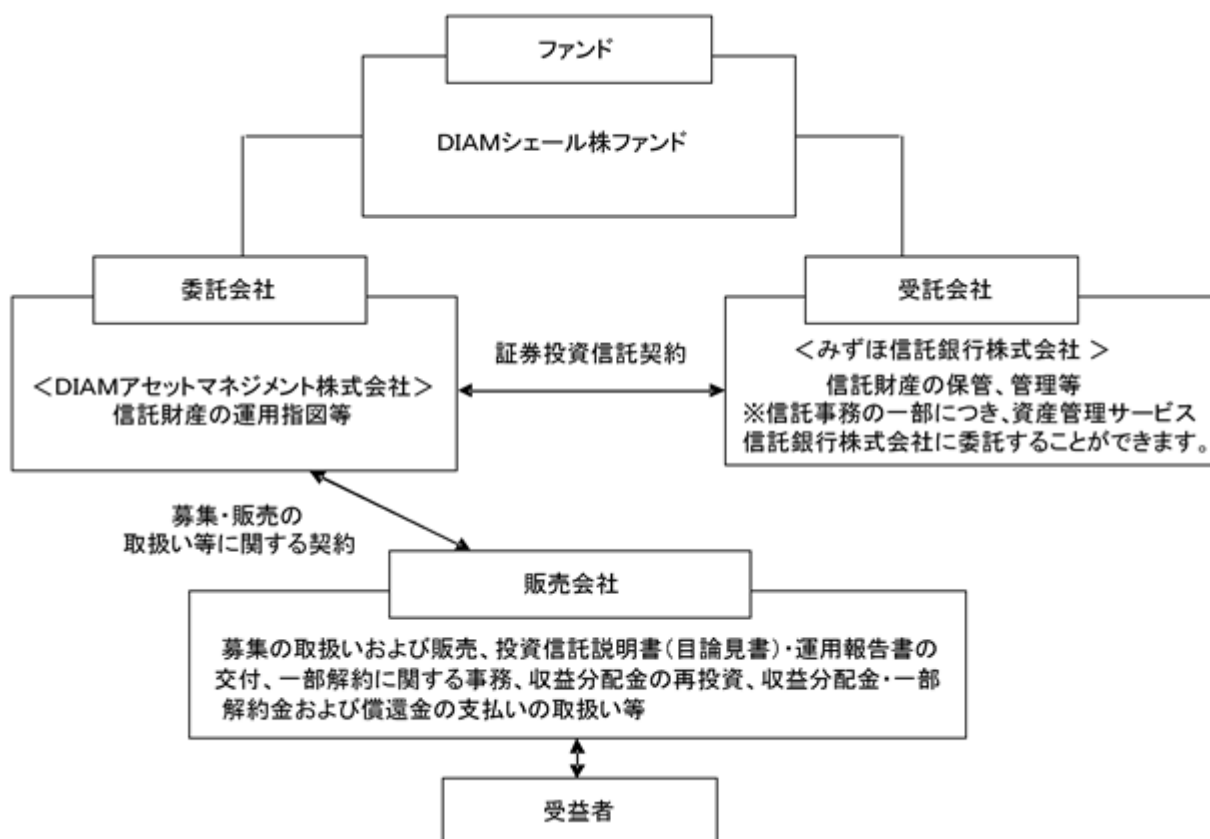 ファンド
DIAMシェール株ファンド
委託会社
<DIAMアセットマネジメント株式会社>
信託財産の運用指図等
証券投資信託契約
受託会社
<みずほ信託銀行株式会社 >
信託財産の保管、管理等
※信託事務の一部につき、資産管理サービス
信託銀行株式会社に委託することができます。
募集・販売の
取扱い等に関する契約
販売会社
募集の取扱いおよび販売、投資信託説明書(目論見書)・運用報告書の
交付、一部解約に関する事務、収益分配金の再投資、収益分配金・一部
解約金および償還金の支払いの取扱い等
受益者